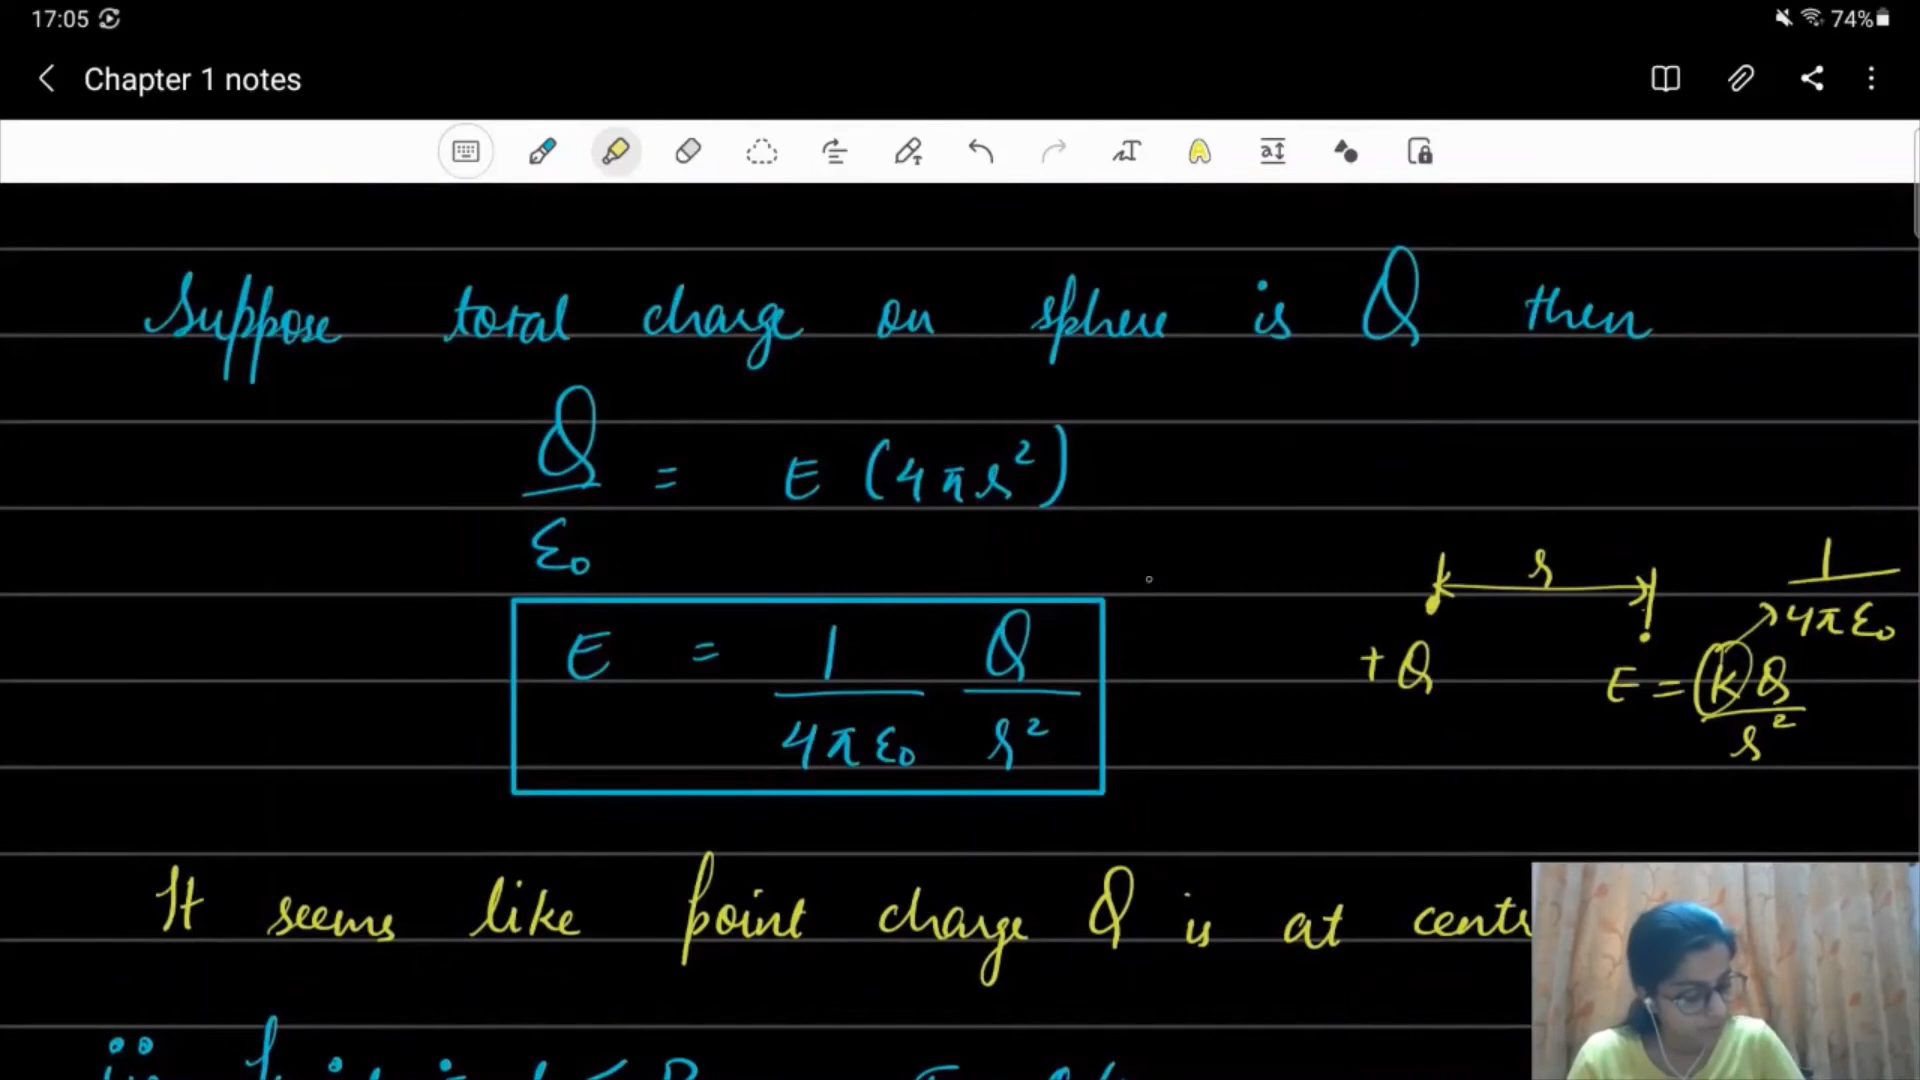 17:05
74%
Chapter 1 notes
Suppose total charge on sphere is Q then
Q/ε₀ = E (4πr²)
E = 1/4πε₀ Q/r²
r
1/4πε₀
+Q
E = KQ/r²
It seems like point charge Q is at centr